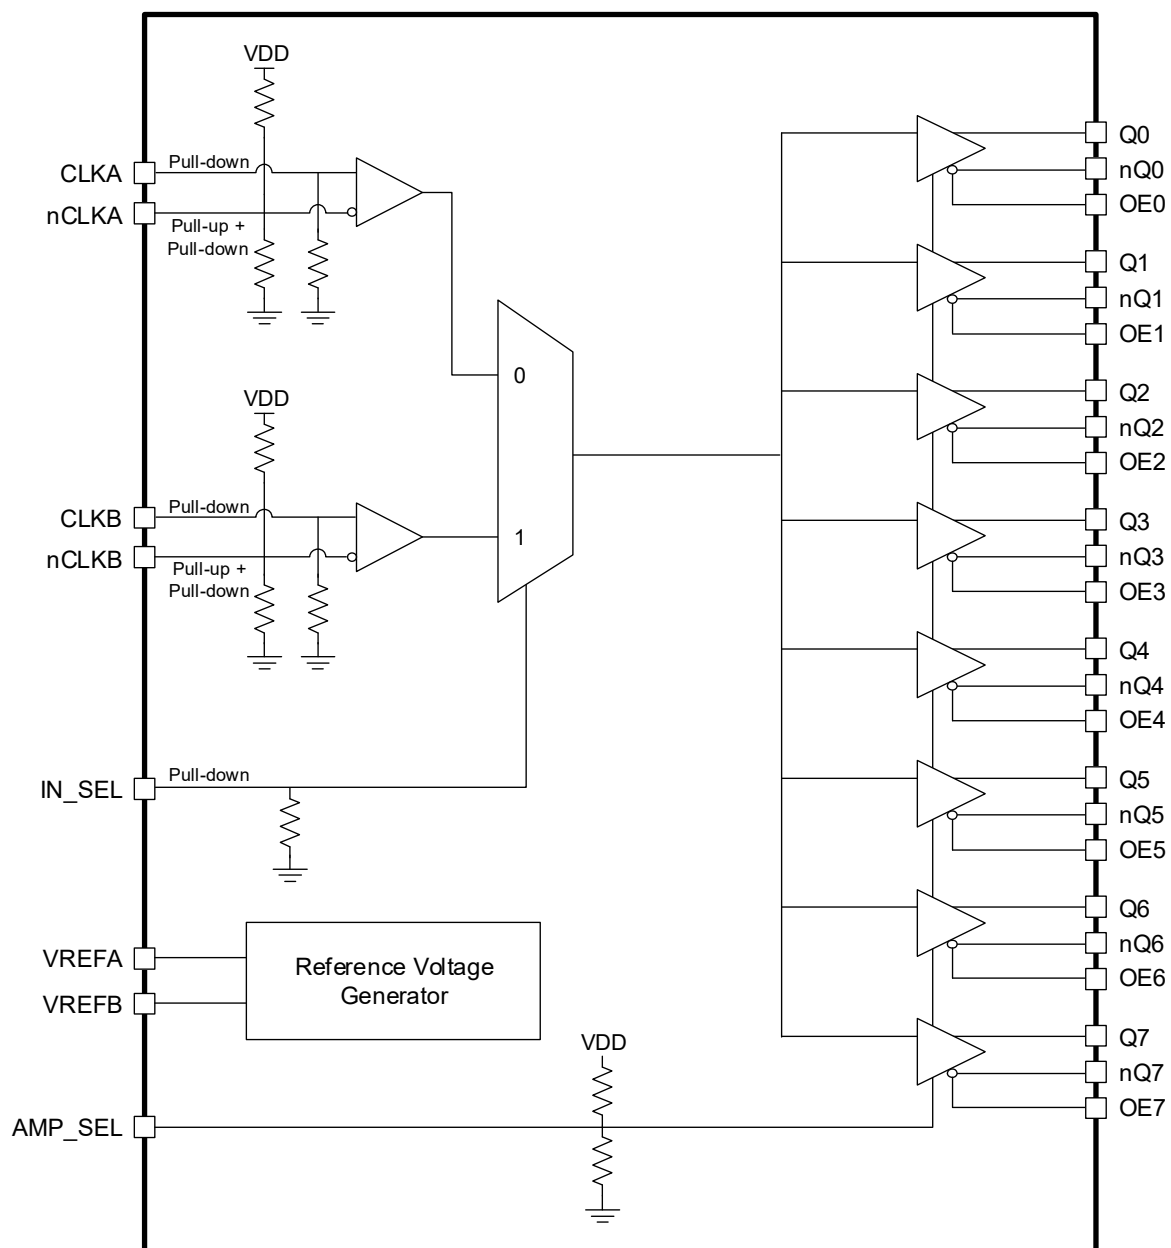 VDD
CLKA
Pull-down
nCLKA
Pull-up +
Pull-down
VDD
CLKB
Pull-down
nCLKB
Pull-up +
Pull-down
0
1
IN_SEL
Pull-down
VREFA
VREFB
Reference Voltage
Generator
VDD
AMP_SEL
Q0
nQ0
OE0
Q1
nQ1
OE1
Q2
nQ2
OE2
Q3
nQ3
OE3
Q4
nQ4
OE4
Q5
nQ5
OE5
Q6
nQ6
OE6
Q7
nQ7
OE7